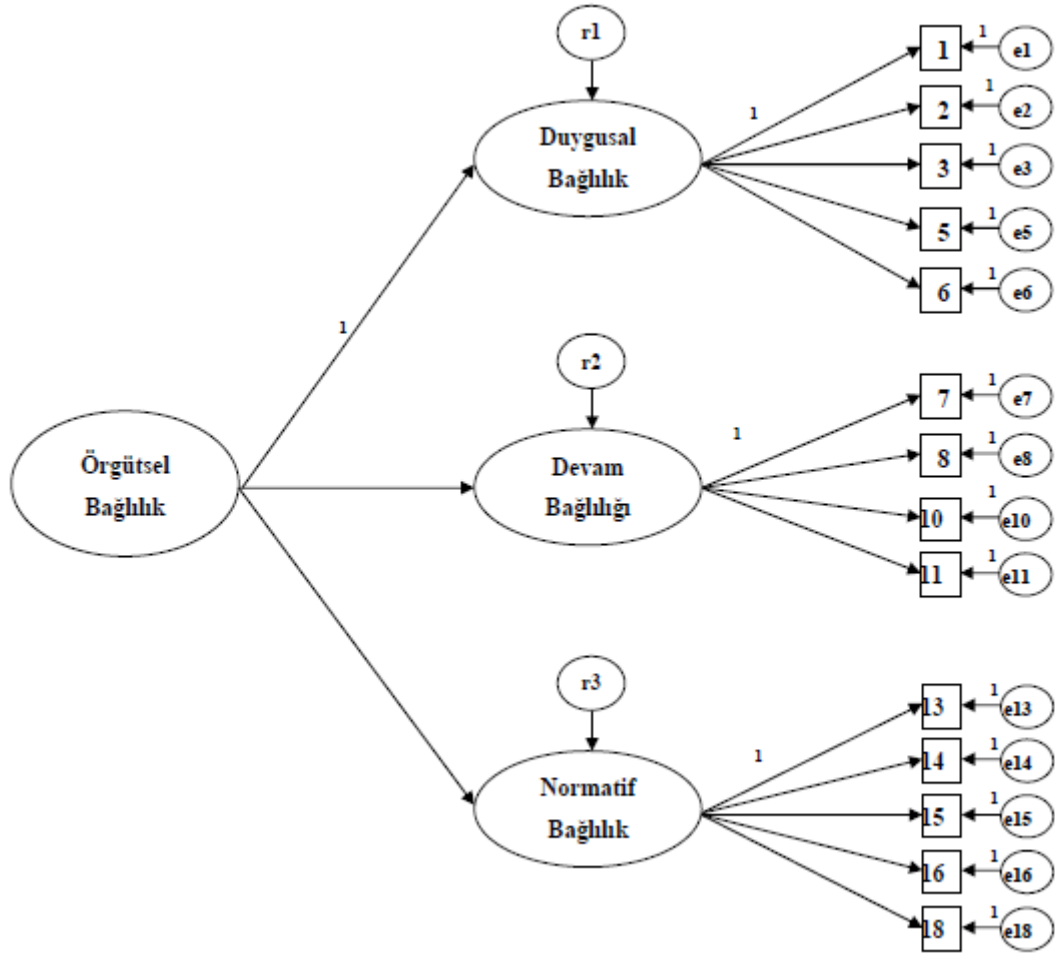 r1
Duygusal
Bağlılık
1
1
1
e1
2
1
e2
3
1
e3
5
1
e5
6
1
e6
1
Örgütsel
Bağlılık
r2
Devam
Bağlılığı
1
7
1
e7
8
1
e8
10
1
e10
11
1
e11
r3
Normatif
Bağlılık
1
13
1
e13
14
1
e14
15
1
e15
16
1
e16
18
1
e18